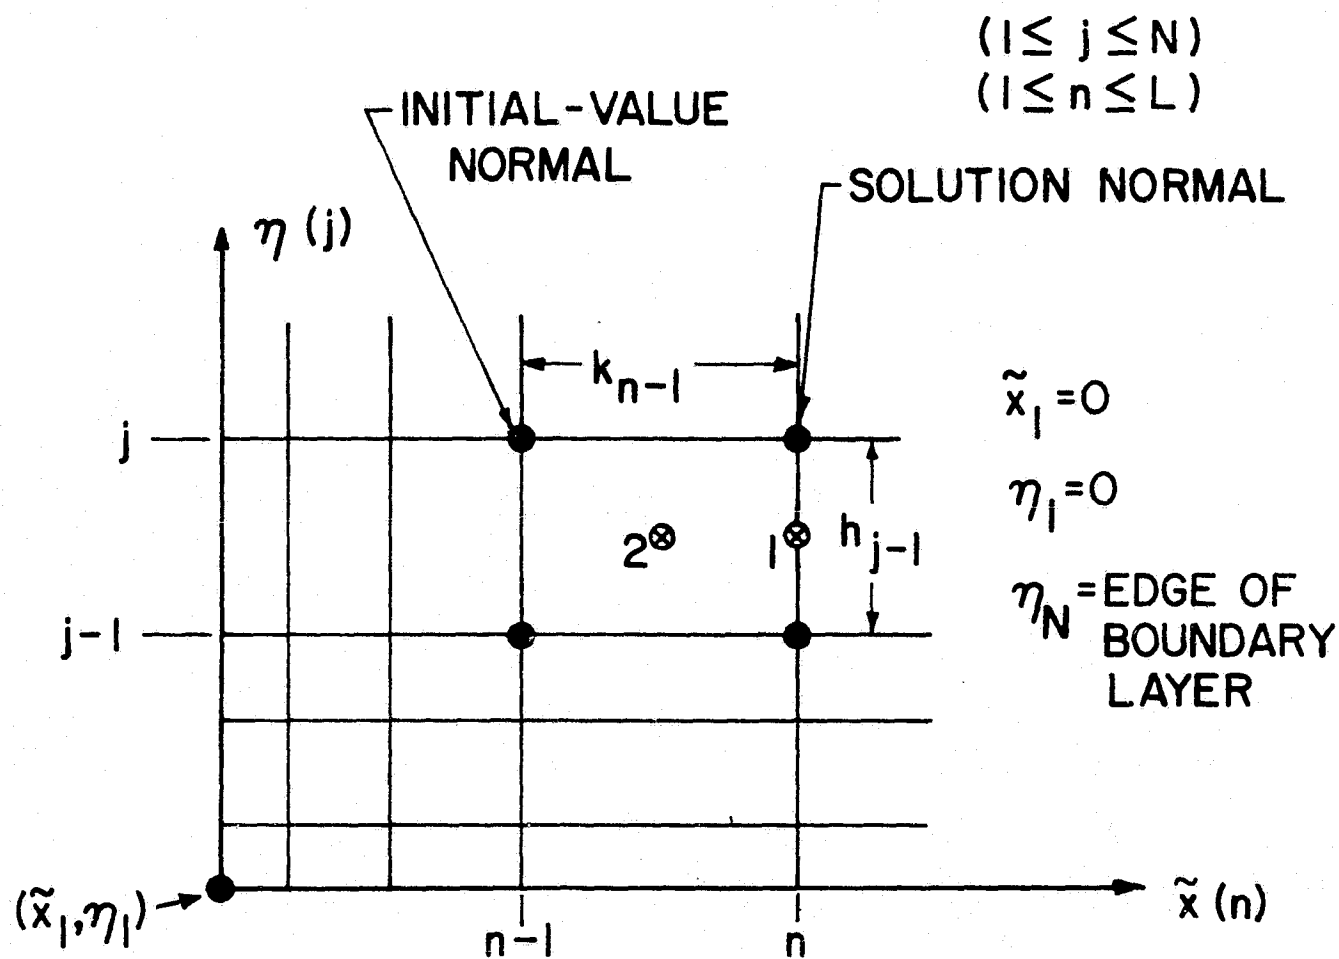 (1≤ j ≤N)
(1≤ n ≤L)
INITIAL-VALUE
NORMAL
SOLUTION NORMAL
η (j)
k_{n-1}
x̃_1 =0
j
η_1 =0
2⊗
1⊗
h_{j-1}
η_N = EDGE OF
BOUNDARY
LAYER
j-1
(x̃_1,η_1)
x̃ (n)
n-1
n